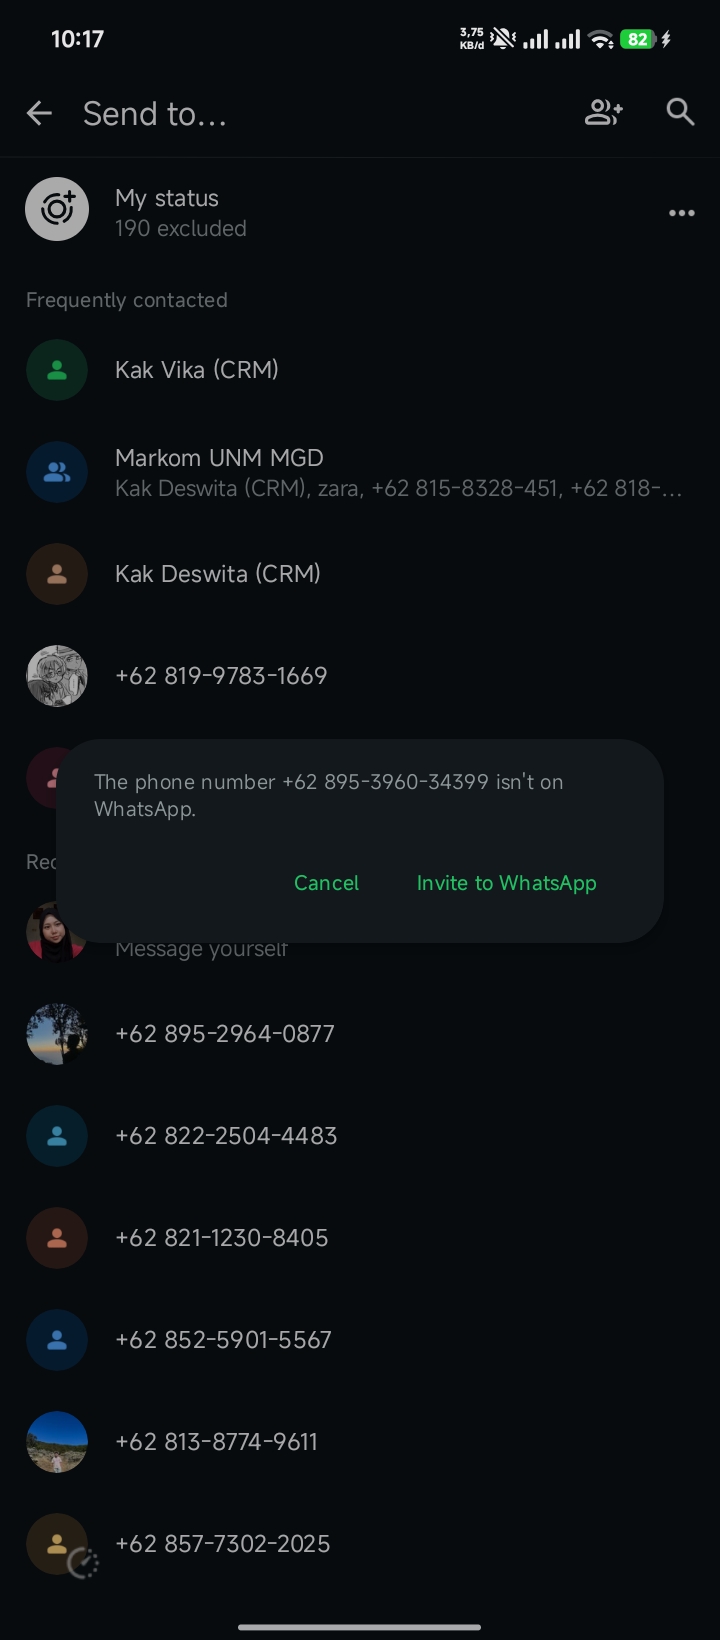 10:17
3,75
KB/d
82
Send to...
My status
190 excluded
Frequently contacted
Kak Vika (CRM)
Markom UNM MGD
Kak Deswita (CRM), zara, +62 815-8328-451, +62 818-...
Kak Deswita (CRM)
+62 819-9783-1669
The phone number +62 895-3960-34399 isn't on
WhatsApp.
Cancel
Invite to WhatsApp
Message yourself
+62 895-2964-0877
+62 822-2504-4483
+62 821-1230-8405
+62 852-5901-5567
+62 813-8774-9611
+62 857-7302-2025